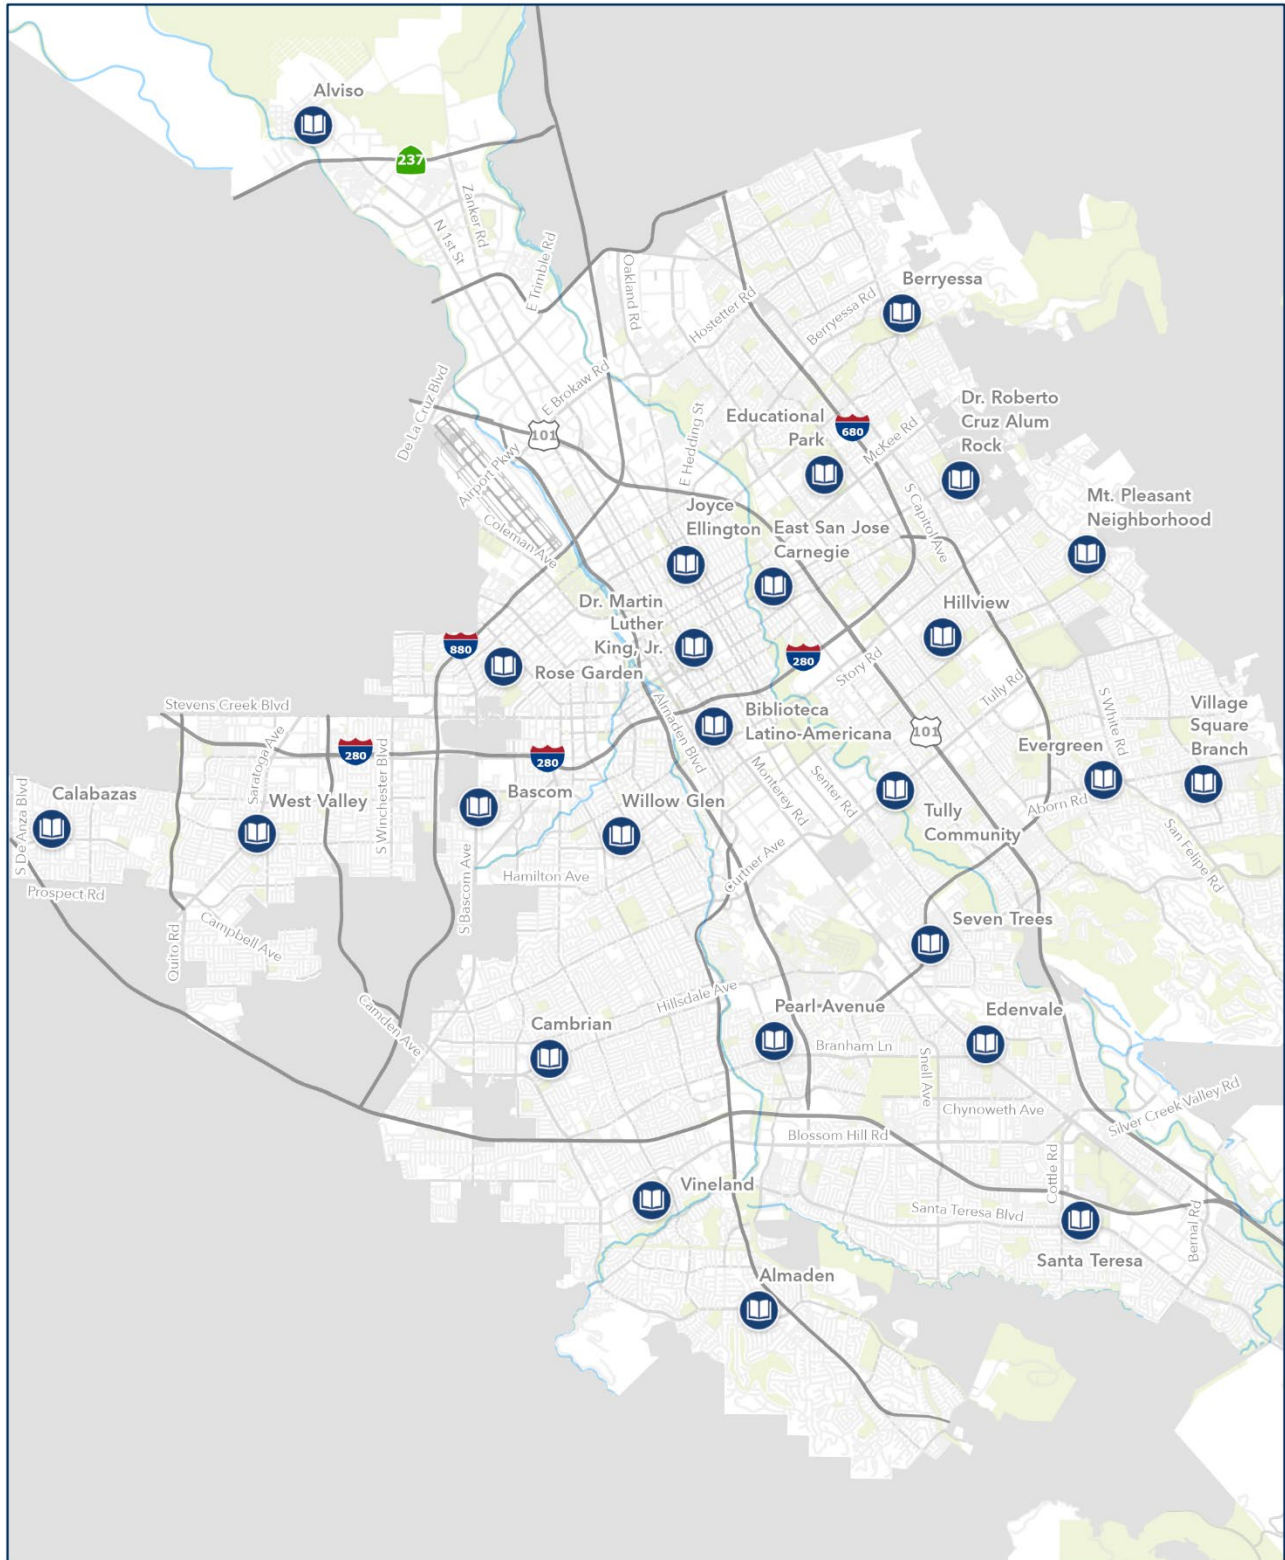 Alviso
237
Zanker Rd
N 1st St
E Trimble Rd
Oakland Rd
Hostetter Rd
Berryessa
Berryessa Rd
De La Cruz Blvd
E Brokaw Rd
101
Airport Pkwy
E Hedding St
Educational
Park
680
McKee Rd
Dr. Roberto
Cruz Alum
Rock
S Capitol Ave
Mt. Pleasant
Neighborhood
Coleman Ave
Joyce
Ellington
East San Jose
Carnegie
Dr. Martin
Luther
King, Jr.
Hillview
880
Rose Garden
280
Story Rd
Tully Rd
Stevens Creek Blvd
Almaden Blvd
Biblioteca
Latino-Americana
101
S White Rd
Village
Square
Branch
Evergreen
Saratoga Ave
280
S Winchester Blvd
280
Monterey Rd
Senter Rd
Aborn Rd
S De Anza Blvd
Calabazas
West Valley
Bascom
Willow Glen
Tully
Community
San Felipe Rd
Prospect Rd
S Bascom Ave
Hamilton Ave
Curtner Ave
Quito Rd
Campbell Ave
Seven Trees
Camden Ave
Hillsdale Ave
Pearl Avenue
Edenvale
Cambrian
Branham Ln
Snell Ave
Chynoweth Ave
Silver Creek Valley Rd
Blossom Hill Rd
Cottle Rd
Vineland
Santa Teresa Blvd
Bernal Rd
Santa Teresa
Almaden